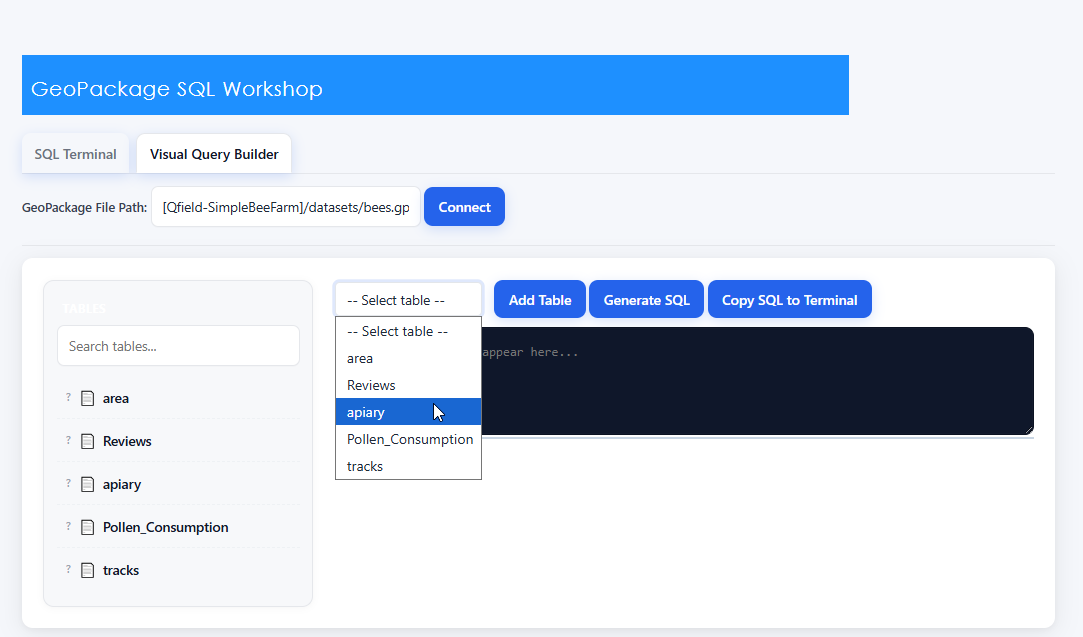 GeoPackage SQL Workshop
SQL Terminal
Visual Query Builder
GeoPackage File Path:
[Qfield-SimpleBeeFarm]/datasets/bees.gp
Connect
TABLES
Search tables...
? area
? Reviews
? apiary
? Pollen_Consumption
? tracks
-- Select table --
Add Table
Generate SQL
Copy SQL to Terminal
-- Select table --
area
Reviews
apiary
Pollen_Consumption
tracks
appear here...